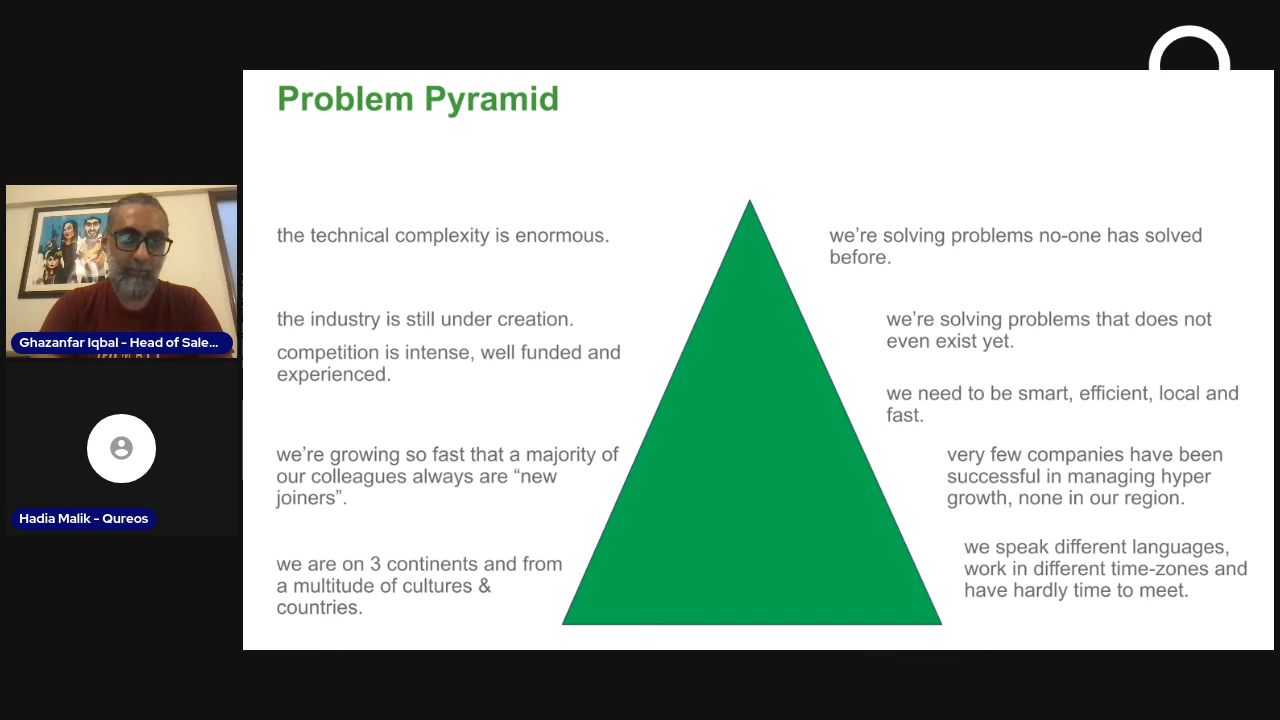 Problem Pyramid
the technical complexity is enormous.
we’re solving problems no-one has solved
before.
the industry is still under creation.
we’re solving problems that does not
even exist yet.
competition is intense, well funded and
experienced.
we need to be smart, efficient, local and
fast.
we’re growing so fast that a majority of
our colleagues always are “new
joiners”.
very few companies have been
successful in managing hyper
growth, none in our region.
we are on 3 continents and from
a multitude of cultures &
countries.
we speak different languages,
work in different time-zones and
have hardly time to meet.
Ghazanfar Iqbal - Head of Sale...
Hadia Malik - Qureos